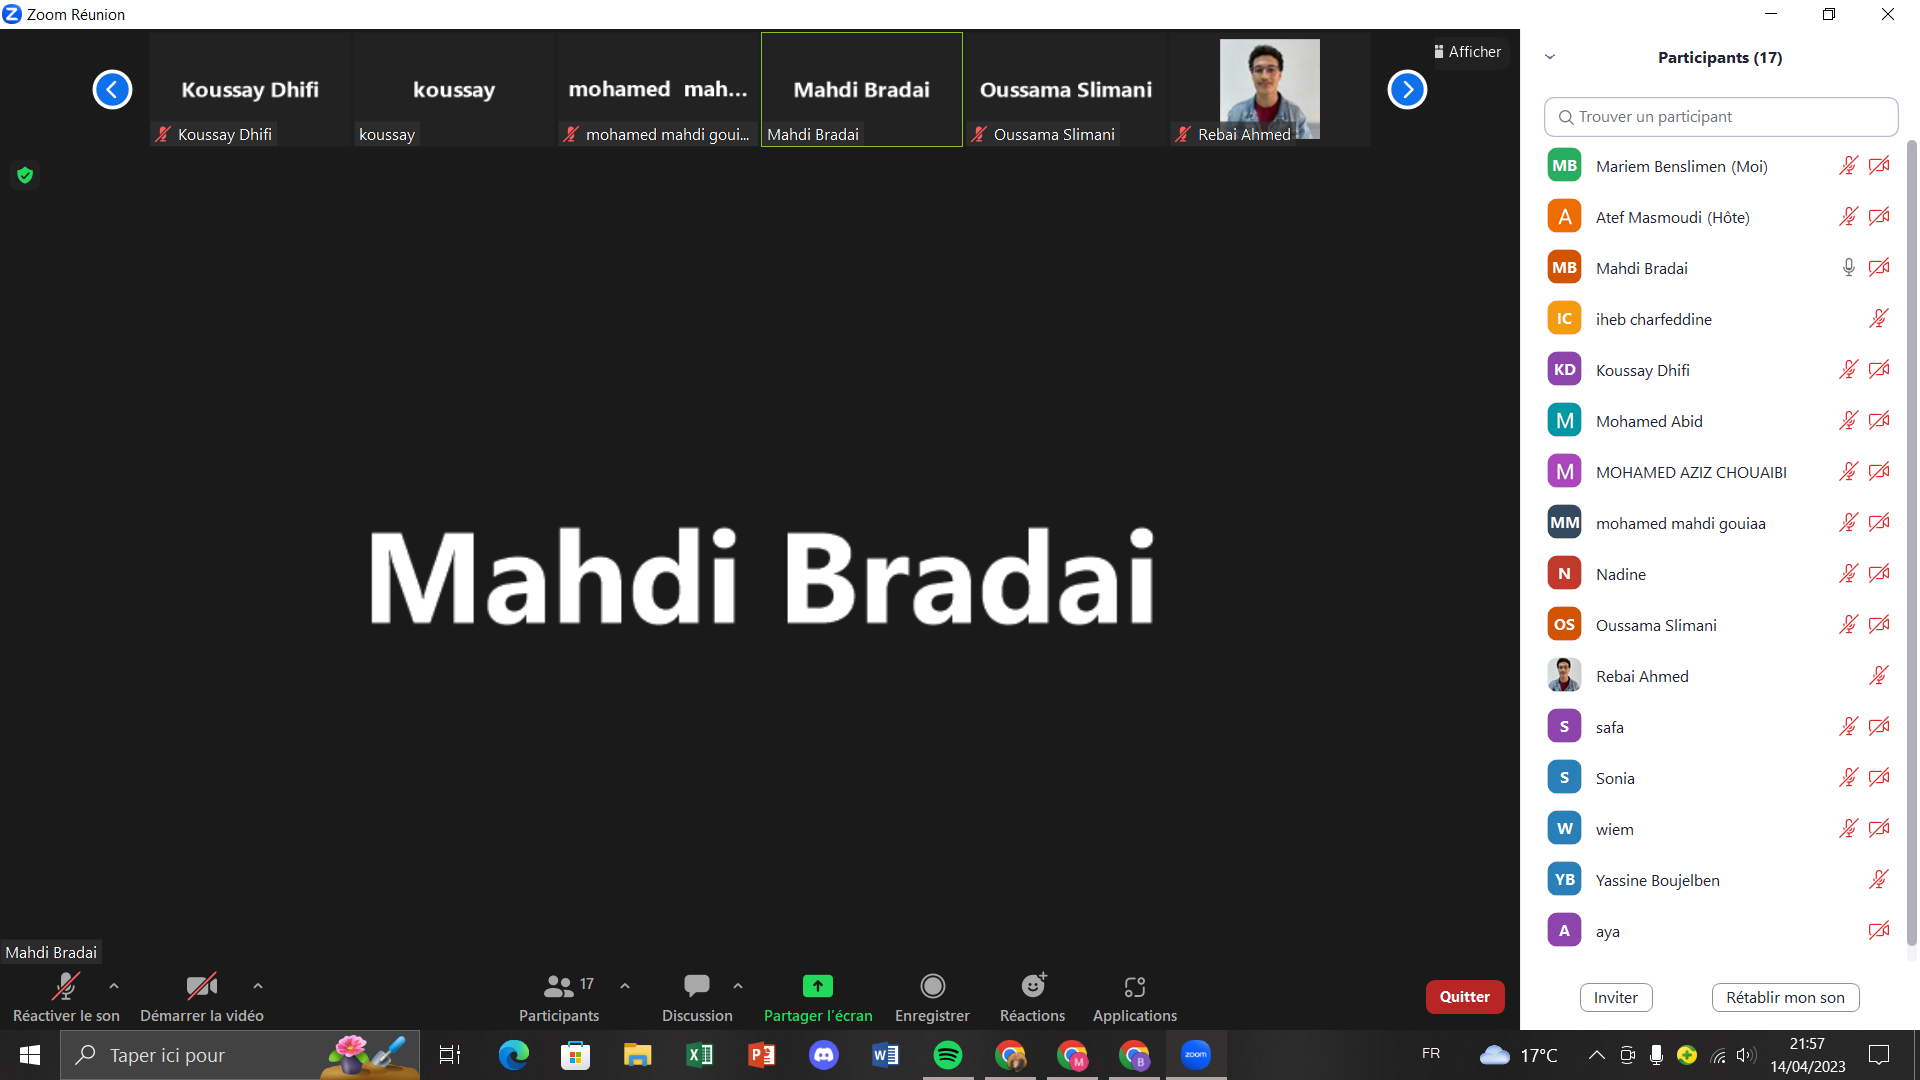 Zoom Réunion
Koussay Dhifi
koussay
mohamed mah...
Mahdi Bradai
Oussama Slimani
Afficher
Koussay Dhifi
koussay
mohamed mahdi goui...
Mahdi Bradai
Oussama Slimani
Rebai Ahmed
Mahdi Bradai
Mahdi Bradai
Réactiver le son
Démarrer la vidéo
17
Participants
Discussion
Partager l'écran
Enregistrer
Réactions
Applications
Quitter
Participants (17)
Trouver un participant
MB Mariem Benslimen (Moi)
A Atef Masmoudi (Hôte)
MB Mahdi Bradai
IC iheb charfeddine
KD Koussay Dhifi
M Mohamed Abid
M MOHAMED AZIZ CHOUAIBI
MM mohamed mahdi gouiaa
N Nadine
OS Oussama Slimani
Rebai Ahmed
S safa
S Sonia
W wiem
YB Yassine Boujelben
A aya
Inviter
Rétablir mon son
Taper ici pour
zoom
FR
17°C
21:57
14/04/2023